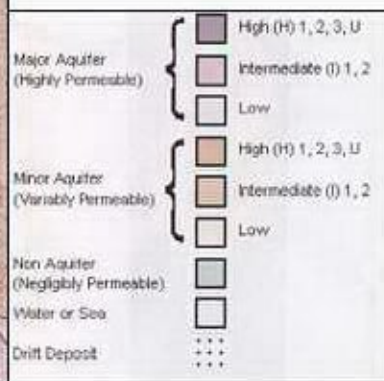 Major Aquifer
(Highly Permeable)
High (H) 1, 2, 3, U
Intermediate (I) 1, 2
Low
Minor Aquifer
(Variably Permeable)
High (H) 1, 2, 3, U
Intermediate (I) 1, 2
Low
Non Aquifer
(Negligibly Permeable)
Water or Sea
Drift Deposit